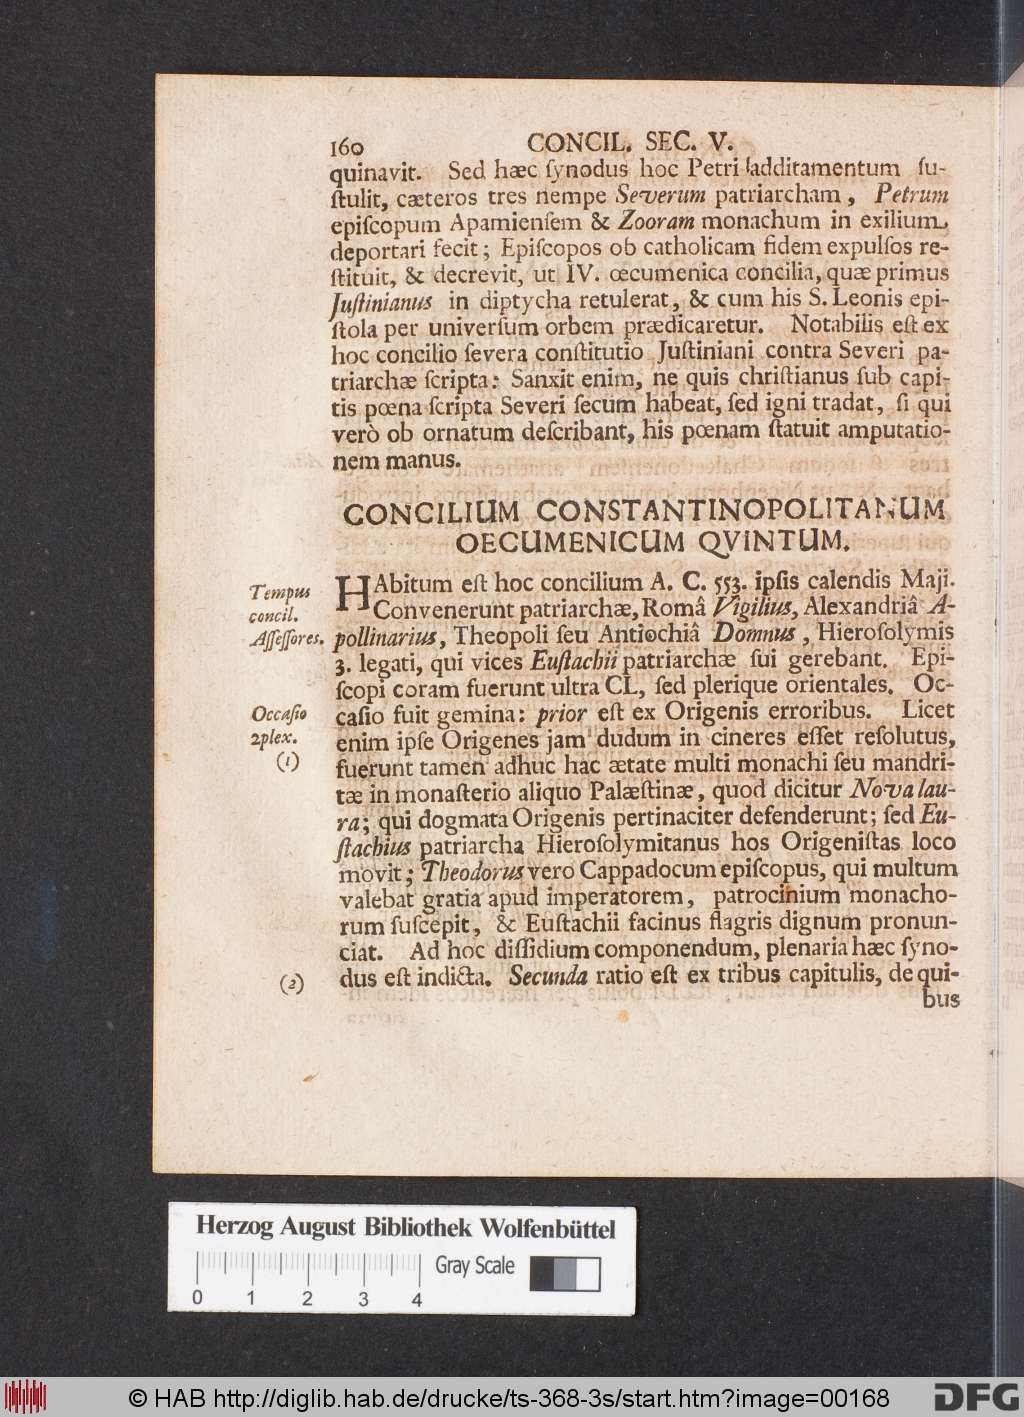 160 CONCIL. SEC. V.
quinavit. Sed hæc ſynodus hoc Petri additamentum ſu-
ſtulit, cæteros tres nempe Severum patriarcham, Petrum
epiſcopum Apamienſem & Zooram monachum in exilium
deportari fecit; Epiſcopos ob catholicam fidem expulſos re-
ſtituit, & decrevit, ut IV. œcumenica concilia, quæ primus
Juſtinianus in diptycha retulerat, & cum his S. Leonis epi-
ſtola per univerſum orbem prædicaretur. Notabilis eſt ex
hoc concilio ſevera conſtitutio Juſtiniani contra Severi pa-
triarchæ ſcripta: Sanxit enim, ne quis chriſtianus ſub capi-
tis pœna ſcripta Severi ſecum habeat, ſed igni tradat, ſi qui
verò ob ornatum deſcribant, his pœnam ſtatuit amputatio-
nem manus.
CONCILIUM CONSTANTINOPOLITANUM
OECUMENICUM QVINTUM.
Tempus
concil.
Aſſeſſores.
HAbitum eſt hoc concilium A. C. 553. ipſis calendis Maji.
Convenerunt patriarchæ, Româ Vigilius, Alexandriâ A-
pollinarius, Theopoli ſeu Antiochiâ Domnus, Hieroſolymis
3. legati, qui vices Euſtachii patriarchæ ſui gerebant. Epi-
ſcopi coram fuerunt ultra CL, ſed plerique orientales. Oc-
Occaſio
2plex.
(1)
caſio fuit gemina: prior eſt ex Origenis erroribus. Licet
enim ipſe Origenes jam dudum in cineres eſſet reſolutus,
fuerunt tamen adhuc hac ætate multi monachi ſeu mandri-
tæ in monaſterio aliquo Palæſtinæ, quod dicitur Nova lau-
ra; qui dogmata Origenis pertinaciter defenderunt; ſed Eu-
ſtachius patriarcha Hieroſolymitanus hos Origeniſtas loco
movit; Theodorus vero Cappadocum epiſcopus, qui multum
valebat gratia apud imperatorem, patrocinium monacho-
rum ſuſcepit, & Euſtachii facinus flagris dignum pronun-
ciat. Ad hoc diſſidium componendum, plenaria hæc ſyno-
(2)
dus eſt indicta. Secunda ratio eſt ex tribus capitulis, de qui-
bus
Herzog August Bibliothek Wolfenbüttel
Gray Scale
0 1 2 3 4
© HAB http://diglib.hab.de/drucke/ts-368-3s/start.htm?image=00168
DFG